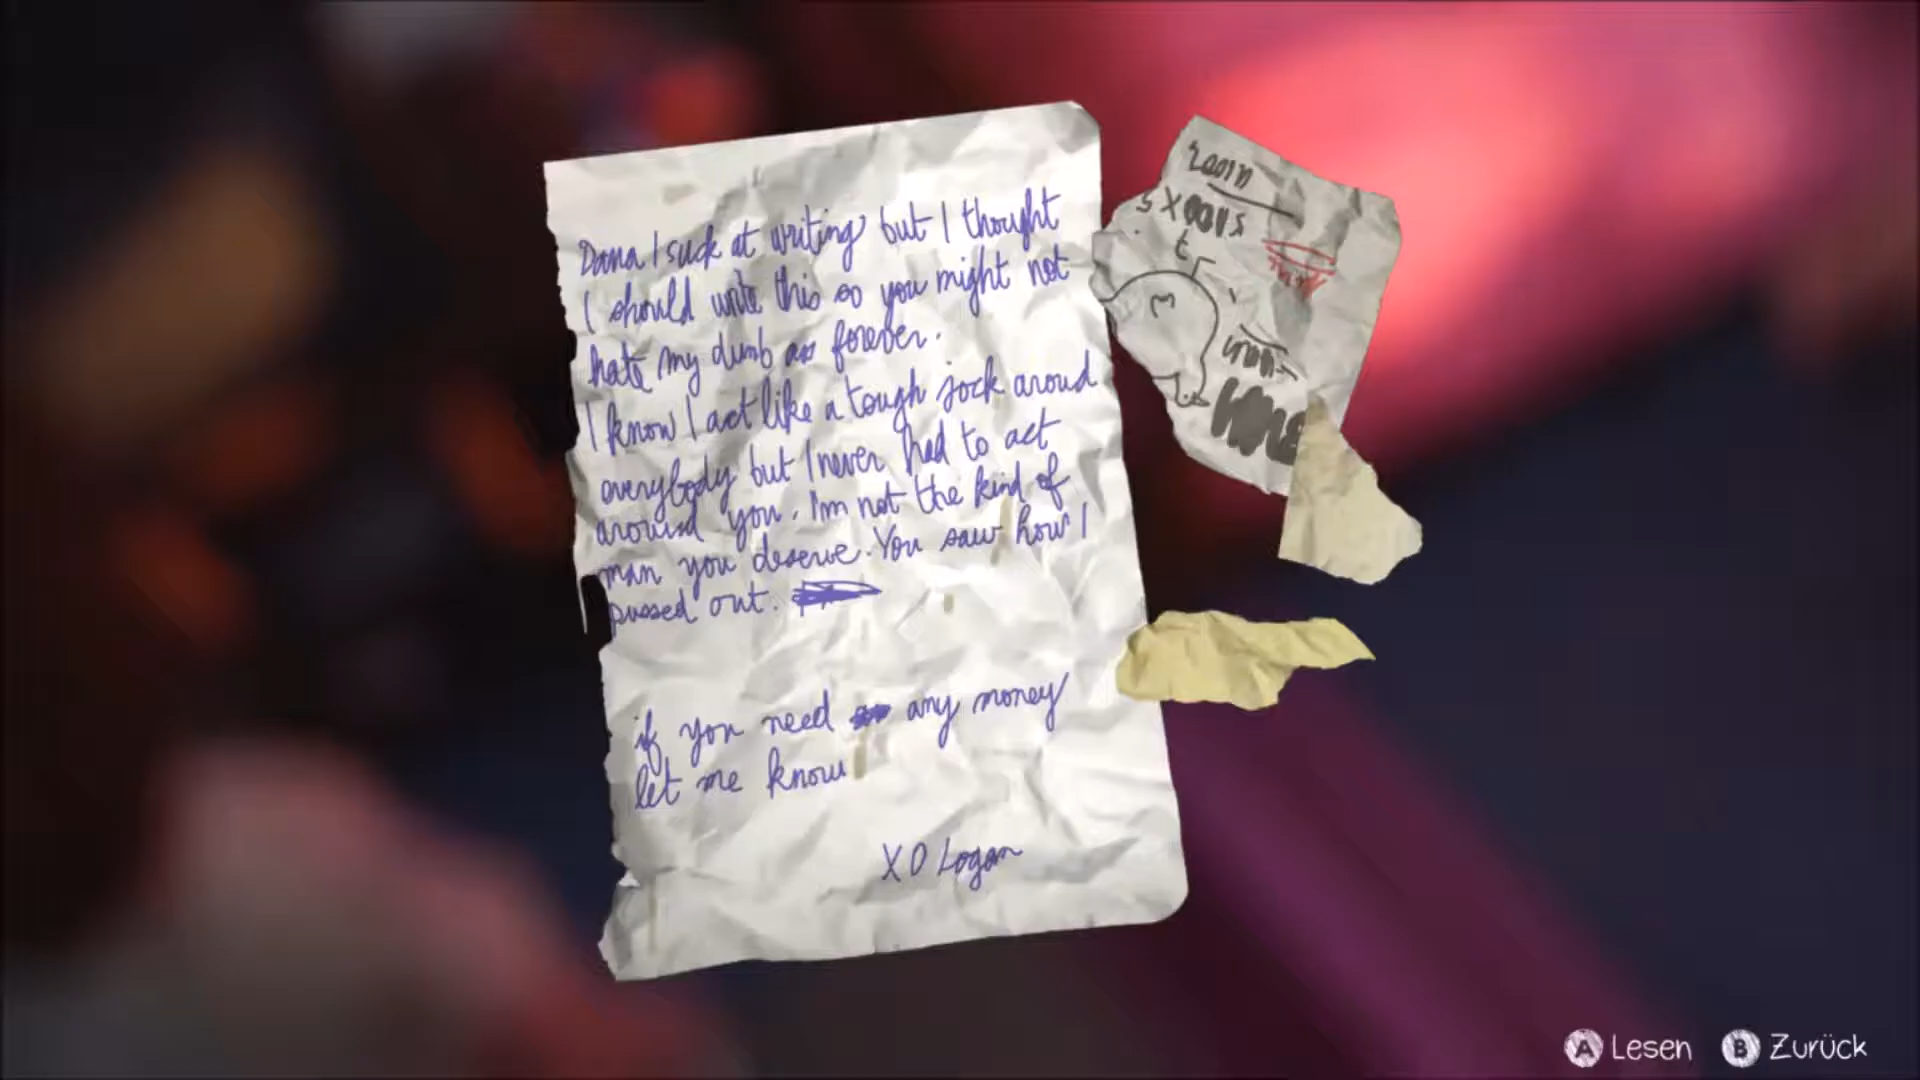 Dana I suck at writing but I thought
I should write this so you might not
hate my dumb ass forever.
I know I act like a tough jock aroud
everybody but I never had to act
around you. I'm not the kind of
man you deserve. You saw how I
pussed out.
if you need any money
let me know
XO Logan
A Lesen B Zurück